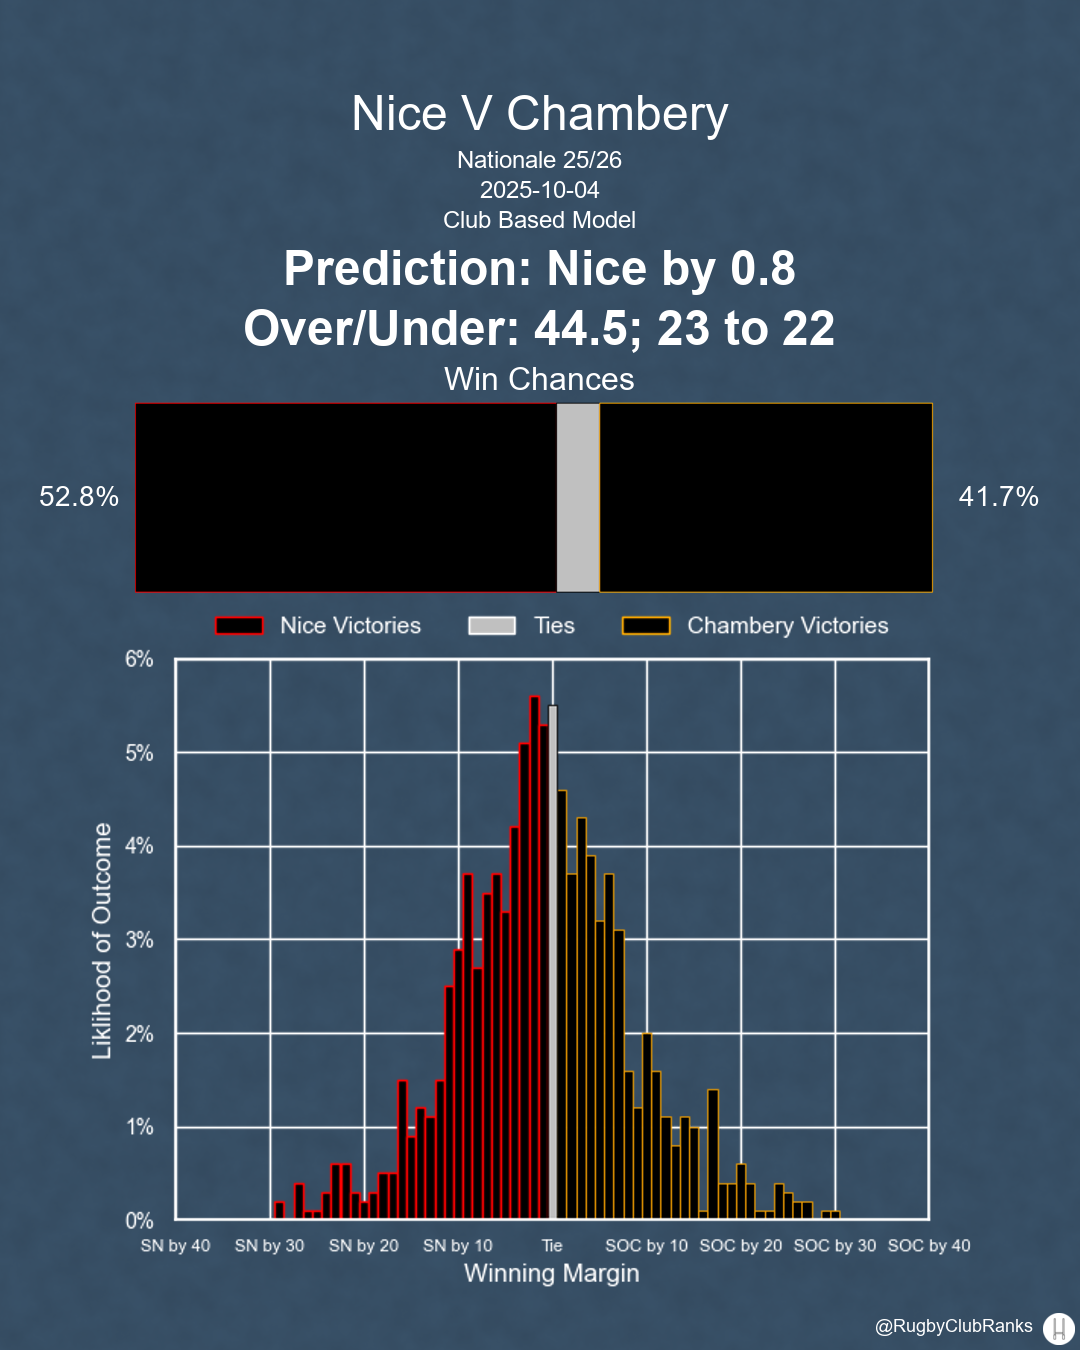 Nice V Chambery
Nationale 25/26
2025-10-04
Club Based Model
Prediction: Nice by 0.8
Over/Under: 44.5; 23 to 22
Win Chances
52.8%
41.7%
Nice Victories
Ties
Chambery Victories
6%
5%
4%
3%
2%
1%
0%
Liklihood of Outcome
SN by 40
SN by 30
SN by 20
SN by 10
Tie
SOC by 10
SOC by 20
SOC by 30
SOC by 40
Winning Margin
@RugbyClubRanks